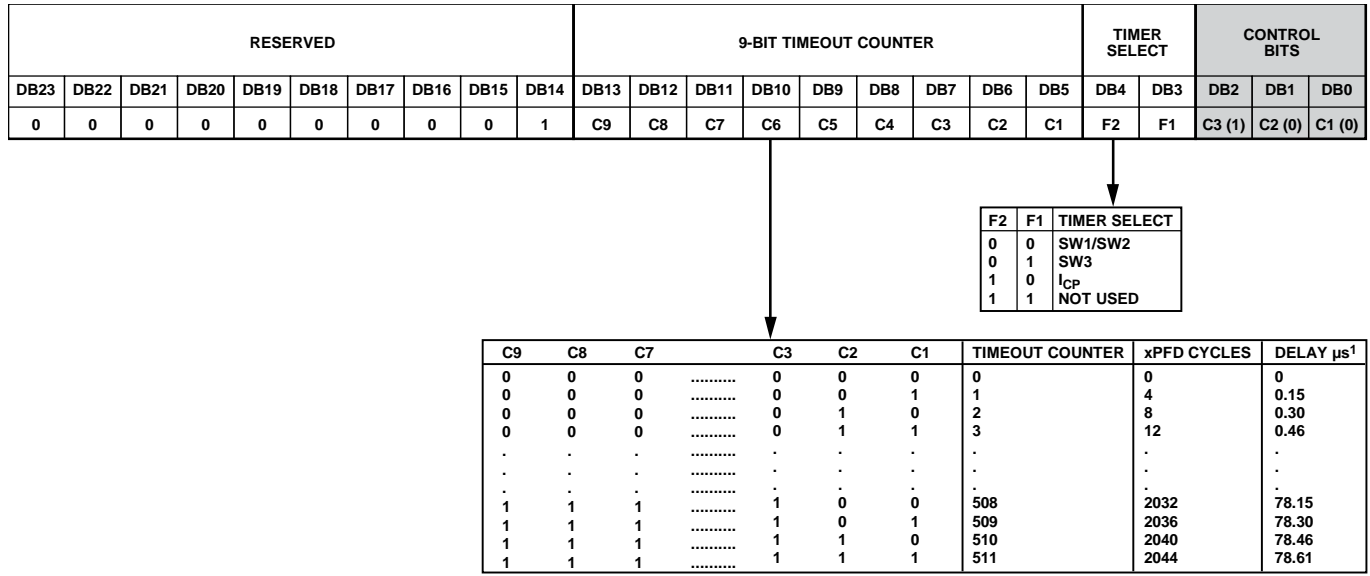 RESERVED 9-BIT TIMEOUT COUNTER TIMER SELECT CONTROL BITS
DB23 DB22 DB21 DB20 DB19 DB18 DB17 DB16 DB15 DB14 DB13 DB12 DB11 DB10 DB9 DB8 DB7 DB6 DB5 DB4 DB3 DB2 DB1 DB0
0 0 0 0 0 0 0 0 0 1 C9 C8 C7 C6 C5 C4 C3 C2 C1 F2 F1 C3 (1) C2 (0) C1 (0)
F2 F1 TIMER SELECT
0 0 SW1/SW2
0 1 SW3
1 0 ICP
1 1 NOT USED
C9 C8 C7 C3 C2 C1 TIMEOUT COUNTER xPFD CYCLES DELAY µs1
0 0 0 .......... 0 0 0 0 0 0
0 0 0 .......... 0 0 1 1 4 0.15
0 0 0 .......... 0 1 0 2 8 0.30
0 0 0 .......... 0 1 1 3 12 0.46
. . . .......... . . . . . .
. . . .......... . . . . . .
. . . .......... . . . . . .
1 1 1 .......... 1 0 0 508 2032 78.15
1 1 1 .......... 1 0 1 509 2036 78.30
1 1 1 .......... 1 1 0 510 2040 78.46
1 1 1 .......... 1 1 1 511 2044 78.61